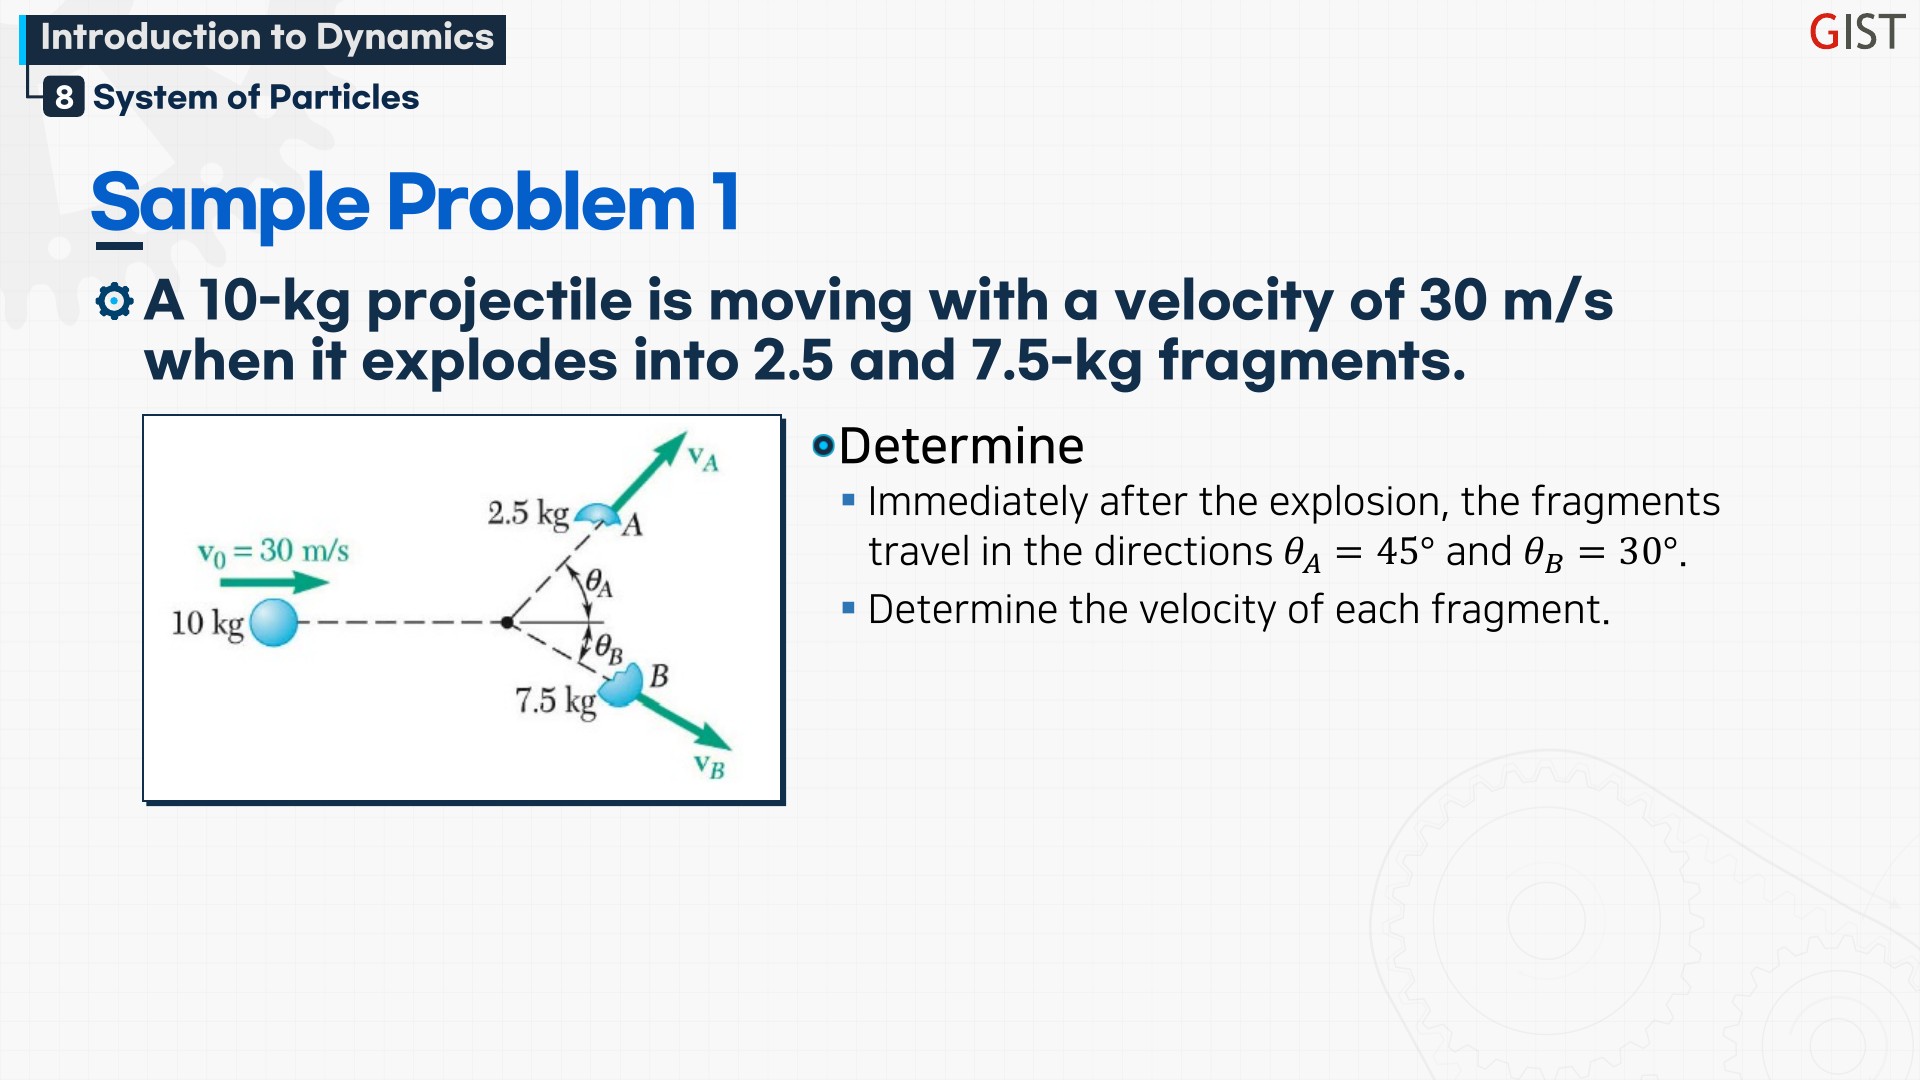 Introduction to Dynamics
GIST
8 System of Particles
Sample Problem 1
A 10-kg projectile is moving with a velocity of 30 m/s
when it explodes into 2.5 and 7.5-kg fragments.
v_A
2.5 kg
A
v_0 = 30 m/s
θ_A
10 kg
θ_B
B
7.5 kg
v_B
Determine
▪ Immediately after the explosion, the fragments
travel in the directions θ_A = 45° and θ_B = 30°.
▪ Determine the velocity of each fragment.